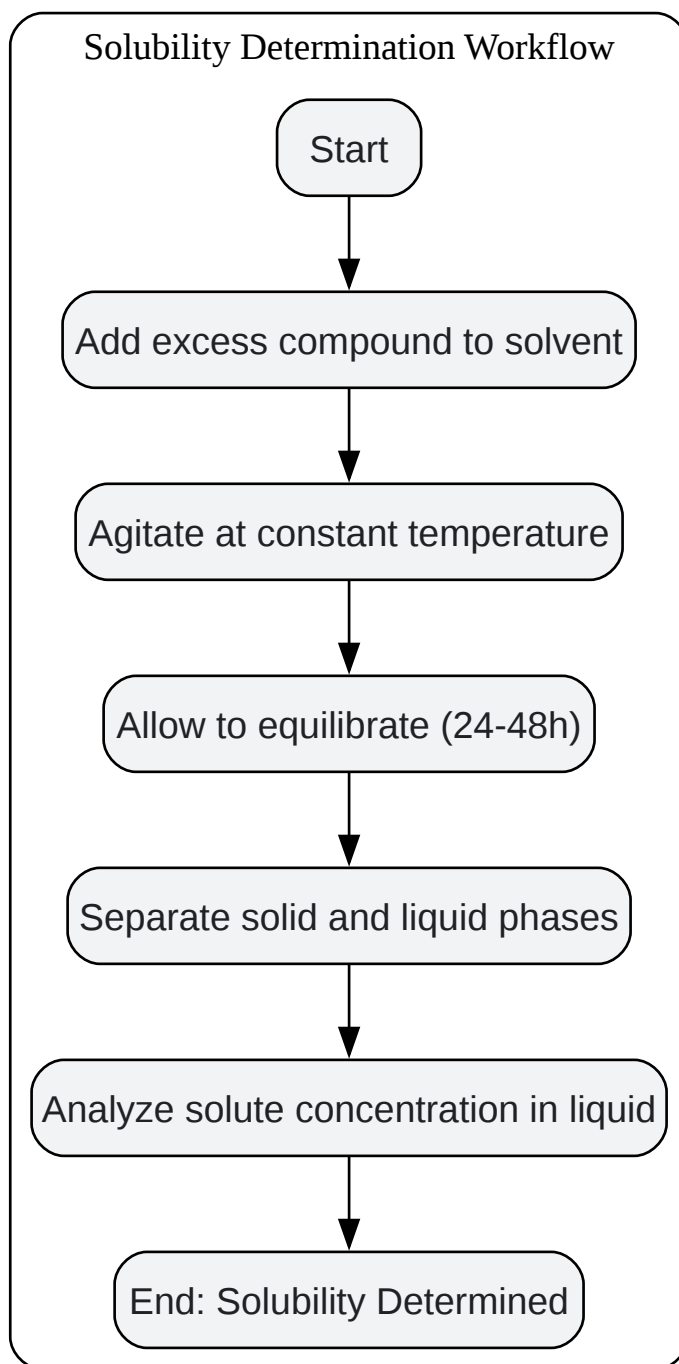 Solubility Determination Workflow
Start
Add excess compound to solvent
Agitate at constant temperature
Allow to equilibrate (24-48h)
Separate solid and liquid phases
Analyze solute concentration in liquid
End: Solubility Determined